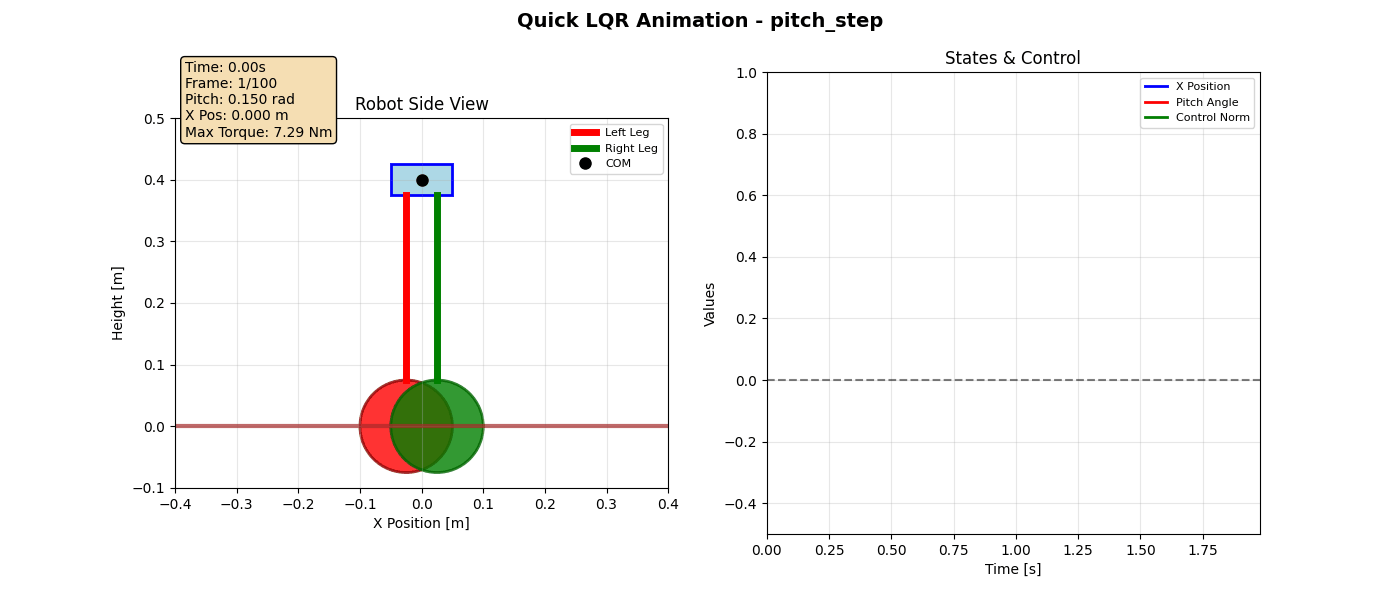 Quick LQR Animation - pitch_step
Time: 0.00s
Frame: 1/100
Pitch: 0.150 rad
X Pos: 0.000 m
Max Torque: 7.29 Nm
Robot Side View
Left Leg
Right Leg
COM
0.5
0.4
0.3
0.2
0.1
0.0
−0.1
Height [m]
−0.4
−0.3
−0.2
−0.1
0.0
0.1
0.2
0.3
0.4
X Position [m]
States & Control
X Position
Pitch Angle
Control Norm
1.0
0.8
0.6
0.4
0.2
0.0
−0.2
−0.4
Values
0.00
0.25
0.50
0.75
1.00
1.25
1.50
1.75
Time [s]